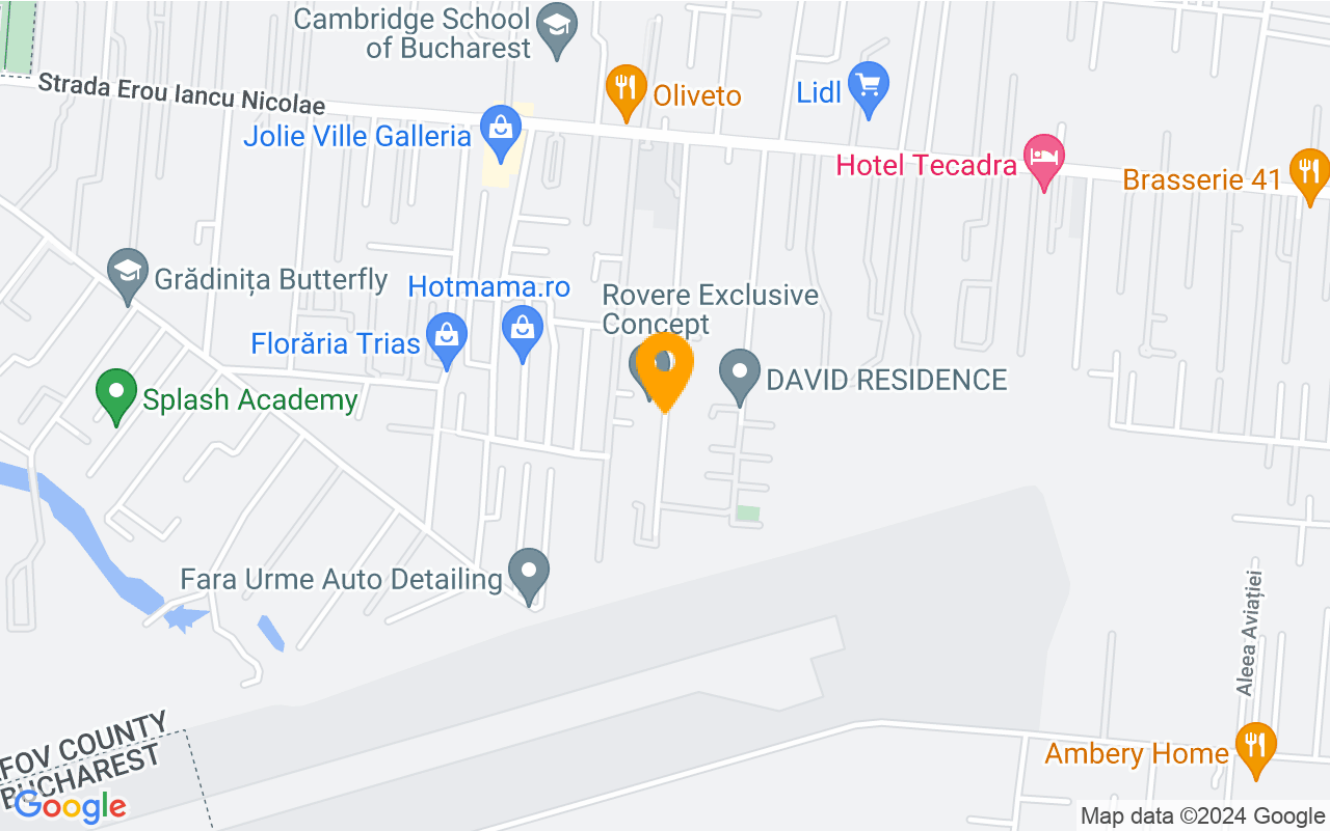 Cambridge School
of Bucharest
Strada Erou Iancu Nicolae
Oliveto
Lidl
Jolie Ville Galleria
Hotel Tecadra
Brasserie 41
Grădinița Butterfly
Hotmama.ro
Rovere Exclusive
Concept
Florăria Trias
DAVID RESIDENCE
Splash Academy
Fara Urme Auto Detailing
Aleea Aviației
FOV COUNTY
BUCHAREST
Ambery Home
Google
Map data ©2024 Google